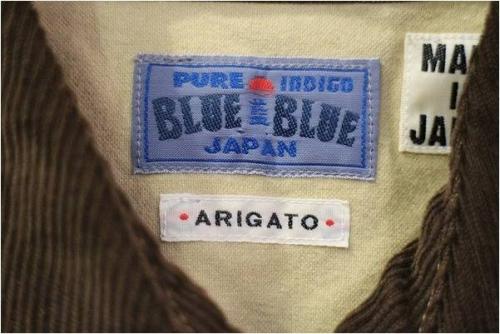 PURE INDIGO
BLUE BLUE
JAPAN
ARIGATO
MA
I
JA